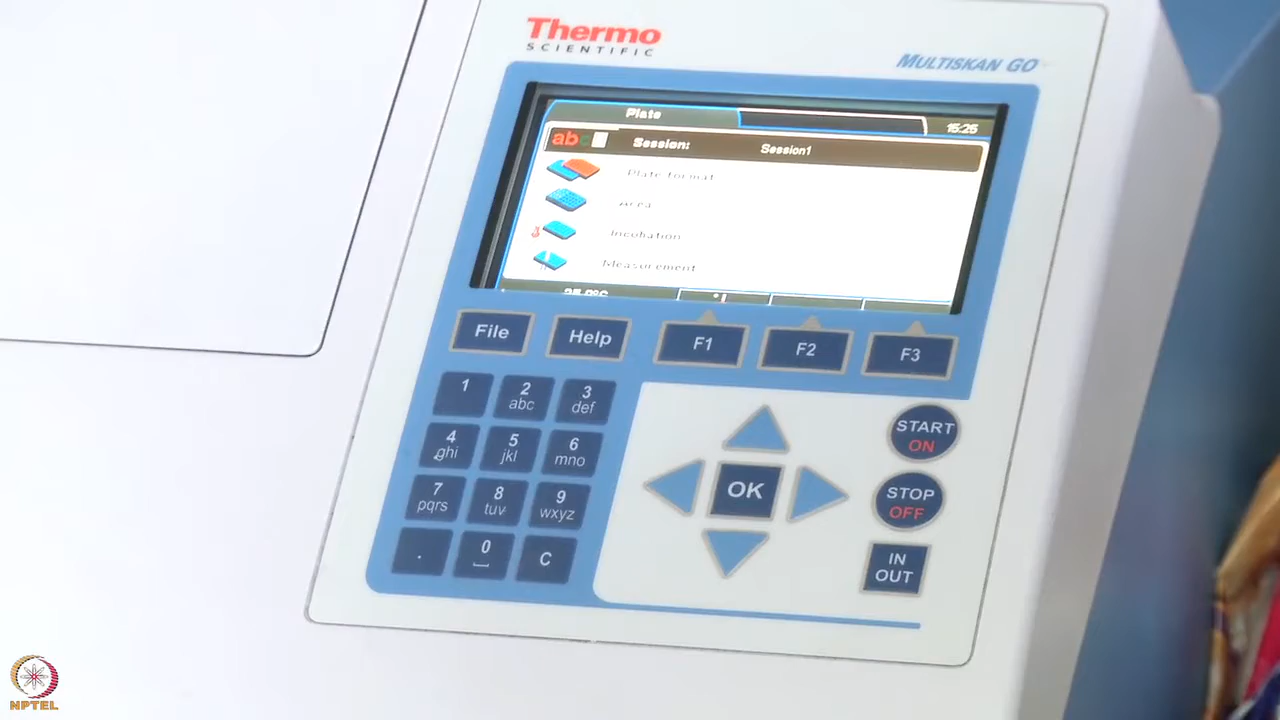 Thermo
SCIENTIFIC
MULTISKAN GO
Plate
15:25
abc
Session: Session1
Plate format
Area
Incubation
Measurement
File
Help
F1
F2
F3
1
2 abc
3 def
4 ghi
5 jkl
6 mno
7 pqrs
8 tuv
9 wxyz
.
0
C
OK
START
ON
STOP
OFF
IN
OUT
NPTEL